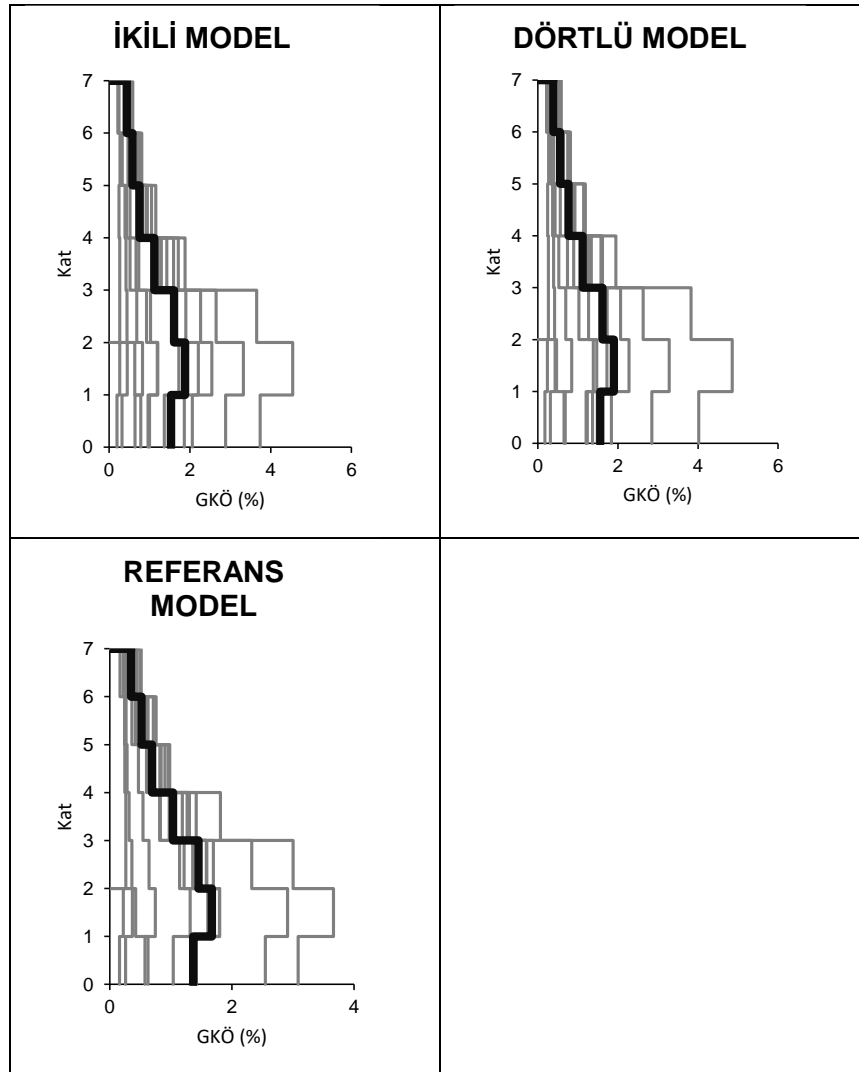 İKİLİ MODEL
7
6
5
4
3
2
1
0
Kat
0 2 4 6
GKÖ (%)
DÖRTLÜ MODEL
7
6
5
4
3
2
1
0
Kat
0 2 4 6
GKÖ (%)
REFERANS
MODEL
7
6
5
4
3
2
1
0
Kat
0 2 4
GKÖ (%)